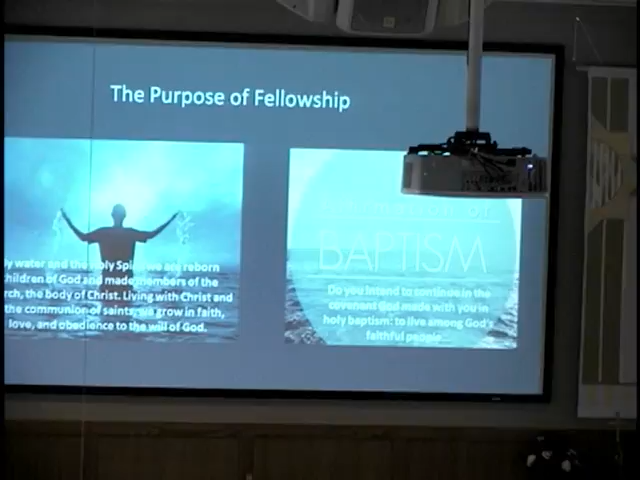 The Purpose of Fellowship
water and the Holy Spirit we are reborn
children of God and made members of the
the body of Christ. Living with Christ and
the communion of saints, we grow in faith,
love, and obedience to the will of God.
BAPTISM
Do you intend to continue in the
covenant God made with you in
holy baptism: to live among God's
faithful people